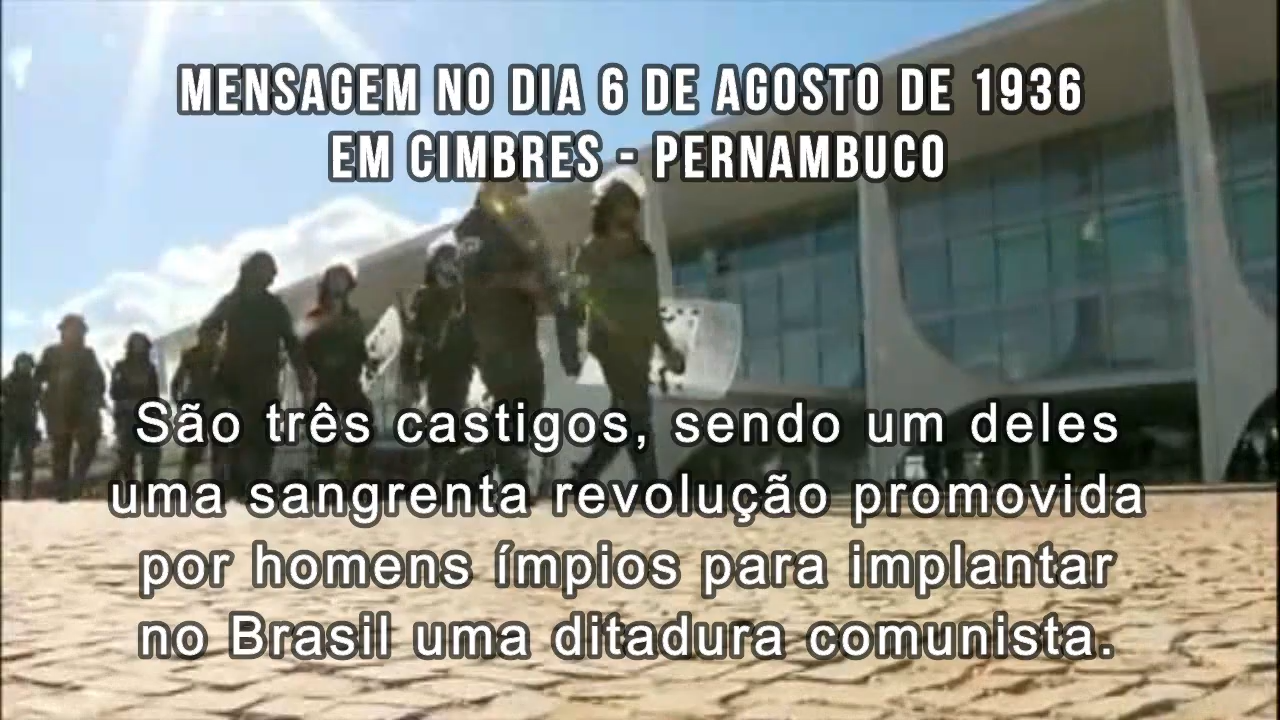 MENSAGEM NO DIA 6 DE AGOSTO DE 1936
EM CIMBRES - PERNAMBUCO
São três castigos, sendo um deles
uma sangrenta revolução promovida
por homens ímpios para implantar
no Brasil uma ditadura comunista.